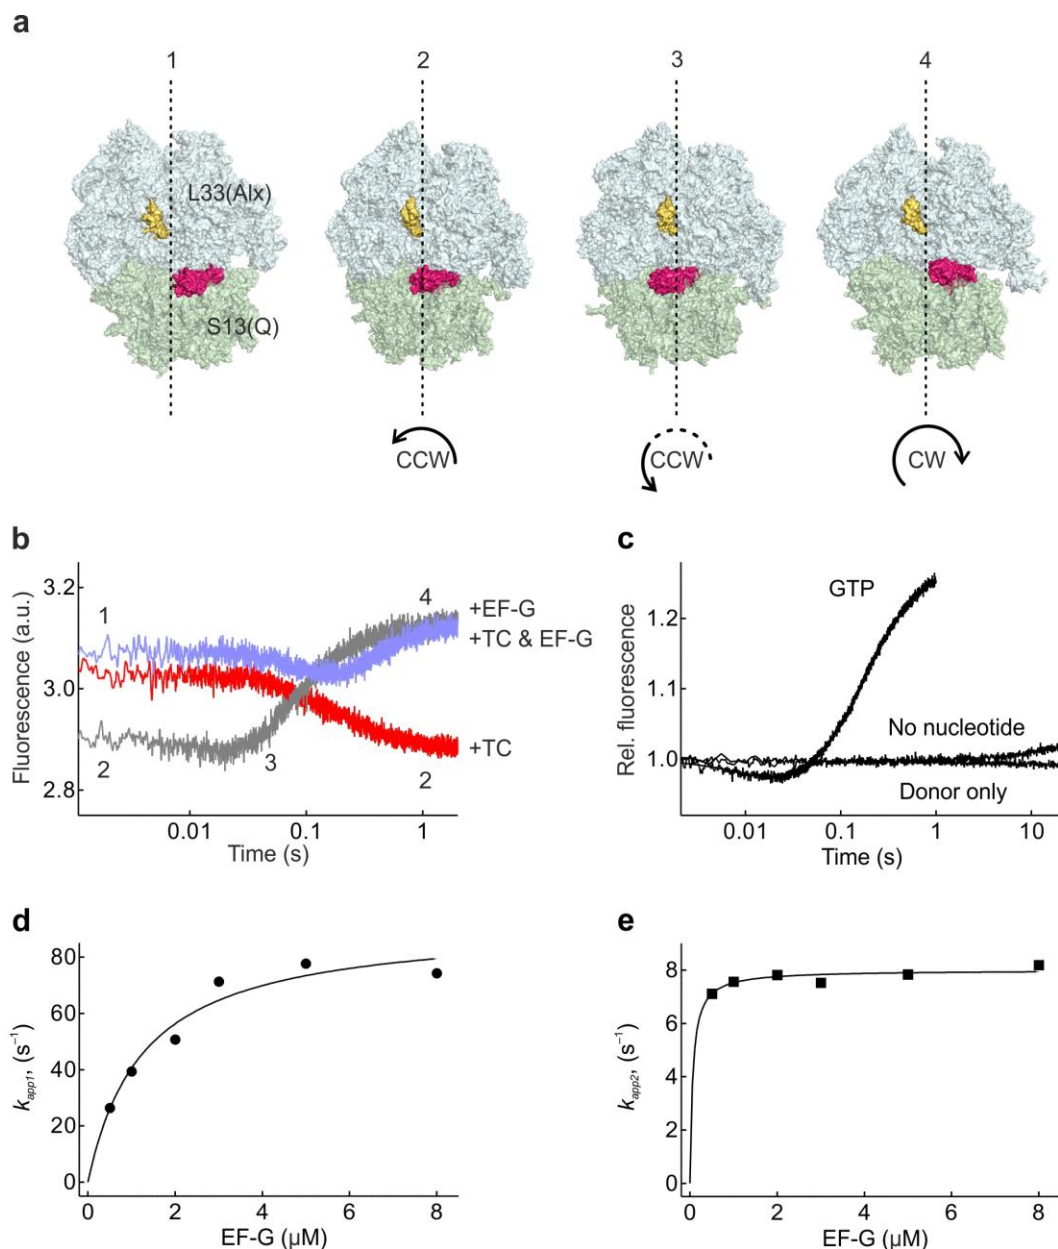 a
1 2 3 4
L33(Alx)
S13(Q)
CCW CCW CW
b
Fluorescence (a.u.)
3.2
3.0
2.8
1
2
3
4
2
+EF-G
+TC & EF-G
+TC
0.01 0.1 1
Time (s)
c
Rel. fluorescence
1.2
1.1
1.0
GTP
No nucleotide
Donor only
0.01 0.1 1 10
Time (s)
d
kapp1, (s⁻¹)
80
60
40
20
0
0 2 4 6 8
EF-G (µM)
e
kapp2, (s⁻¹)
8
6
4
2
0
0 2 4 6 8
EF-G (µM)